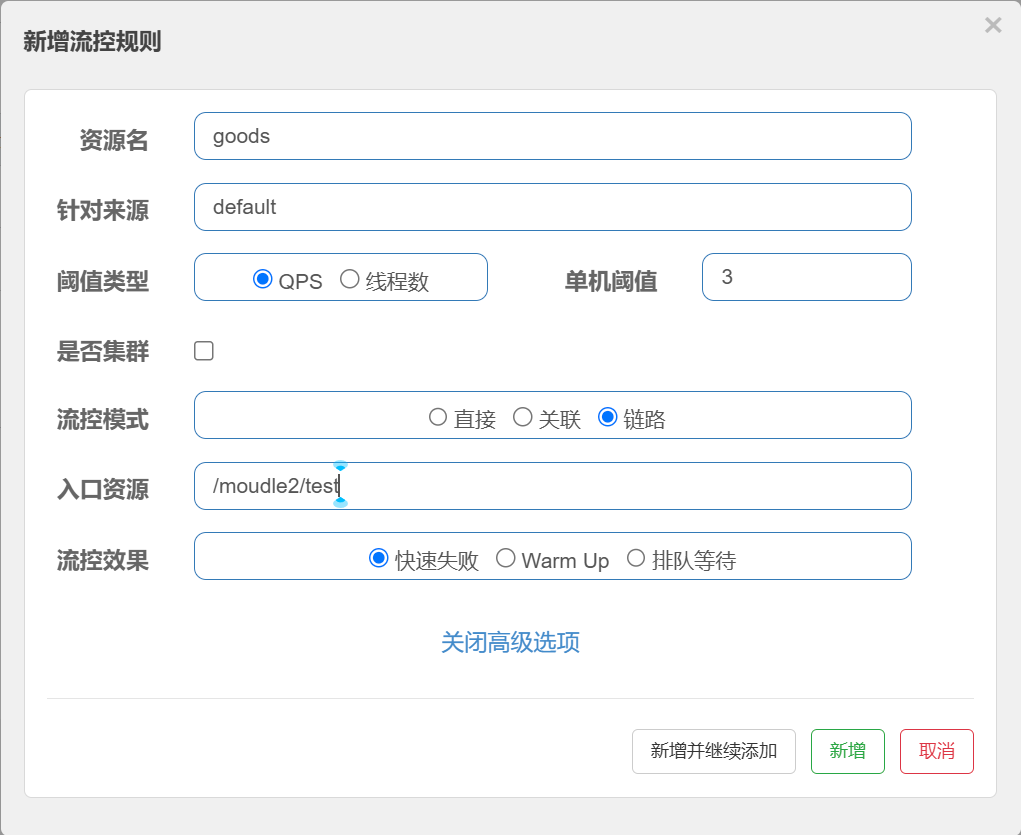 新增流控规则
×
资源名 goods
针对来源 default
阈值类型 QPS 线程数 单机阈值 3
是否集群
流控模式 直接 关联 链路
入口资源 /moudle2/test
流控效果 快速失败 Warm Up 排队等待
关闭高级选项
新增并继续添加 新增 取消